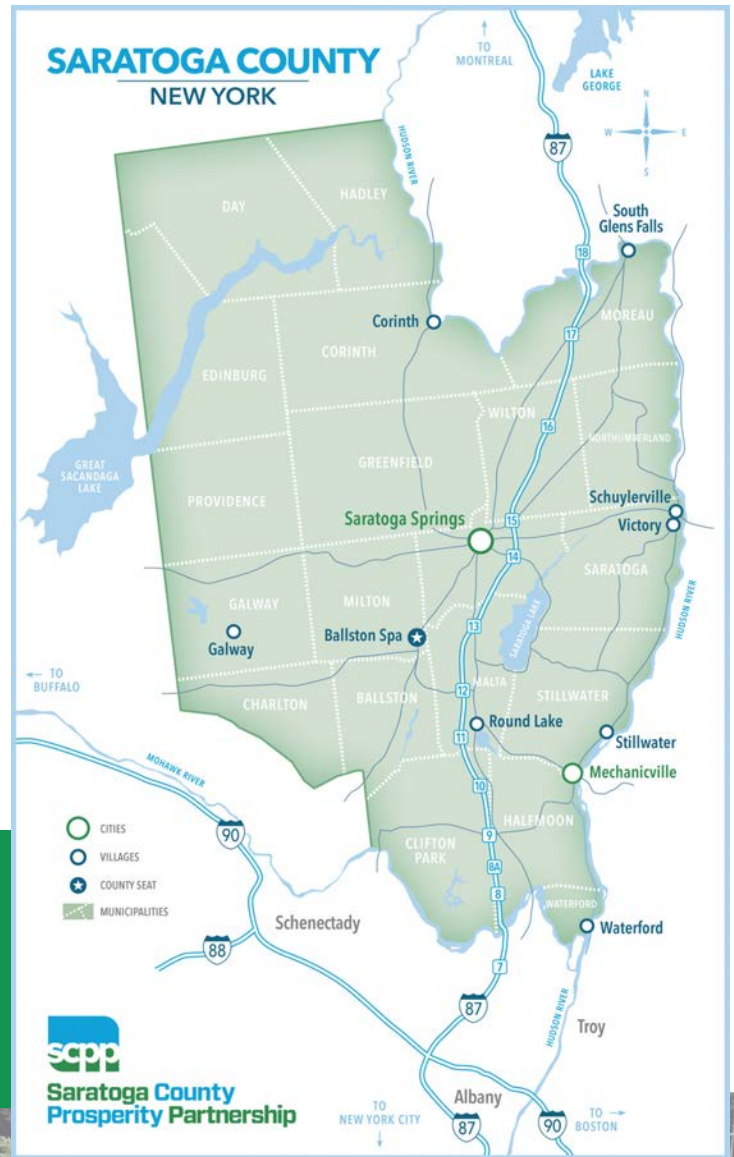 SARATOGA COUNTY
NEW YORK
TO
MONTREAL
LAKE
GEORGE
N
W
E
S
87
HUDSON RIVER
HADLEY
DAY
South
Glens Falls
18
Corinth
MOREAU
17
CORINTH
EDINBURG
WILTON
16
NORTHUMBERLAND
GREENFIELD
GREAT
SACANDAGA
LAKE
PROVIDENCE
Schuylerville
Saratoga Springs
15
Victory
14
SARATOGA
GALWAY
MILTON
SARATOGA LAKE
HUDSON RIVER
13
Ballston Spa
Galway
TO
BUFFALO
CHARLTON
BALLSTON
12
MALTA
STILLWATER
Round Lake
11
Stillwater
MOHAWK RIVER
Mechanicville
10
90
CITIES
VILLAGES
COUNTY SEAT
MUNICIPALITIES
9
HALFMOON
CLIFTON
PARK
8A
8
WATERFORD
Schenectady
Waterford
88
7
87
HUDSON RIVER
Troy
scpp
Saratoga County
Prosperity Partnership
Albany
TO
NEW YORK CITY
87
90
TO
BOSTON